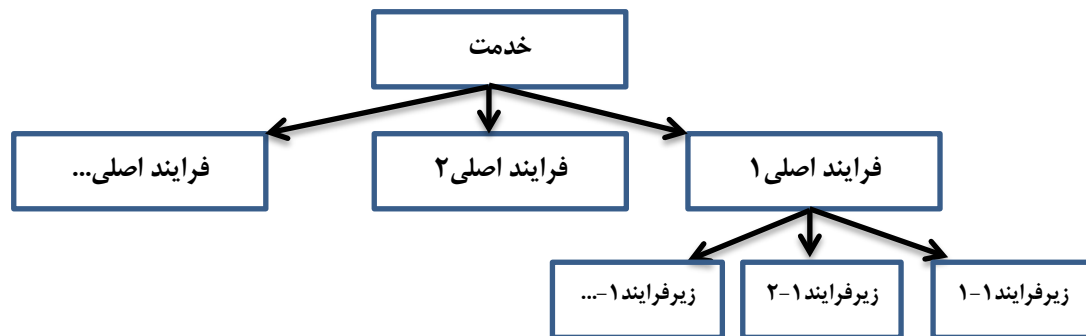 خدمت
فرایند اصلی۱
فرایند اصلی۲
فرایند اصلی...
زیرفرایند۱-۱
زیرفرایند۱-۲
زیرفرایند۱-...